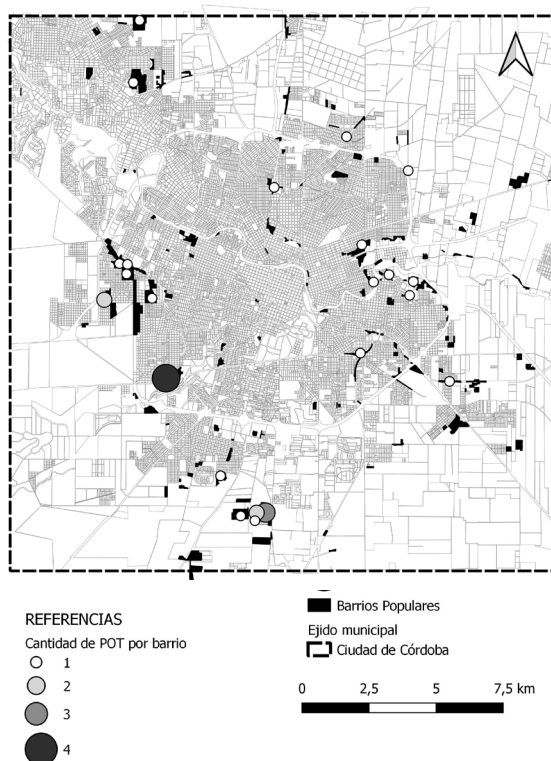 REFERENCIAS
Cantidad de POT por barrio
1
2
3
4
Barrios Populares
Ejido municipal
Ciudad de Córdoba
0 2,5 5 7,5 km